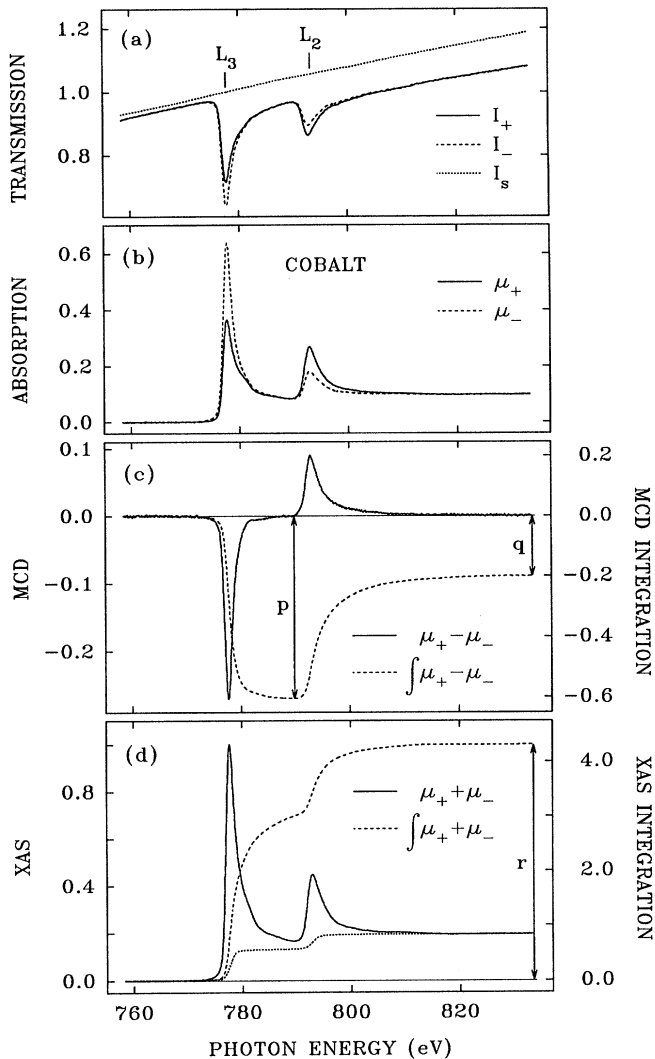 (a)
L₃
L₂
1.2
1.0
0.8
TRANSMISSION
I₊
I₋
Iₛ
(b)
COBALT
0.6
0.4
0.2
0.0
ABSORPTION
μ₊
μ₋
(c)
0.1
0.0
−0.1
−0.2
MCD
p
q
μ₊−μ₋
∫μ₊−μ₋
0.2
0.0
−0.2
−0.4
−0.6
MCD INTEGRATION
(d)
0.8
0.4
0.0
XAS
μ₊+μ₋
∫μ₊+μ₋
r
4.0
2.0
0.0
XAS INTEGRATION
760
780
800
820
PHOTON ENERGY (eV)